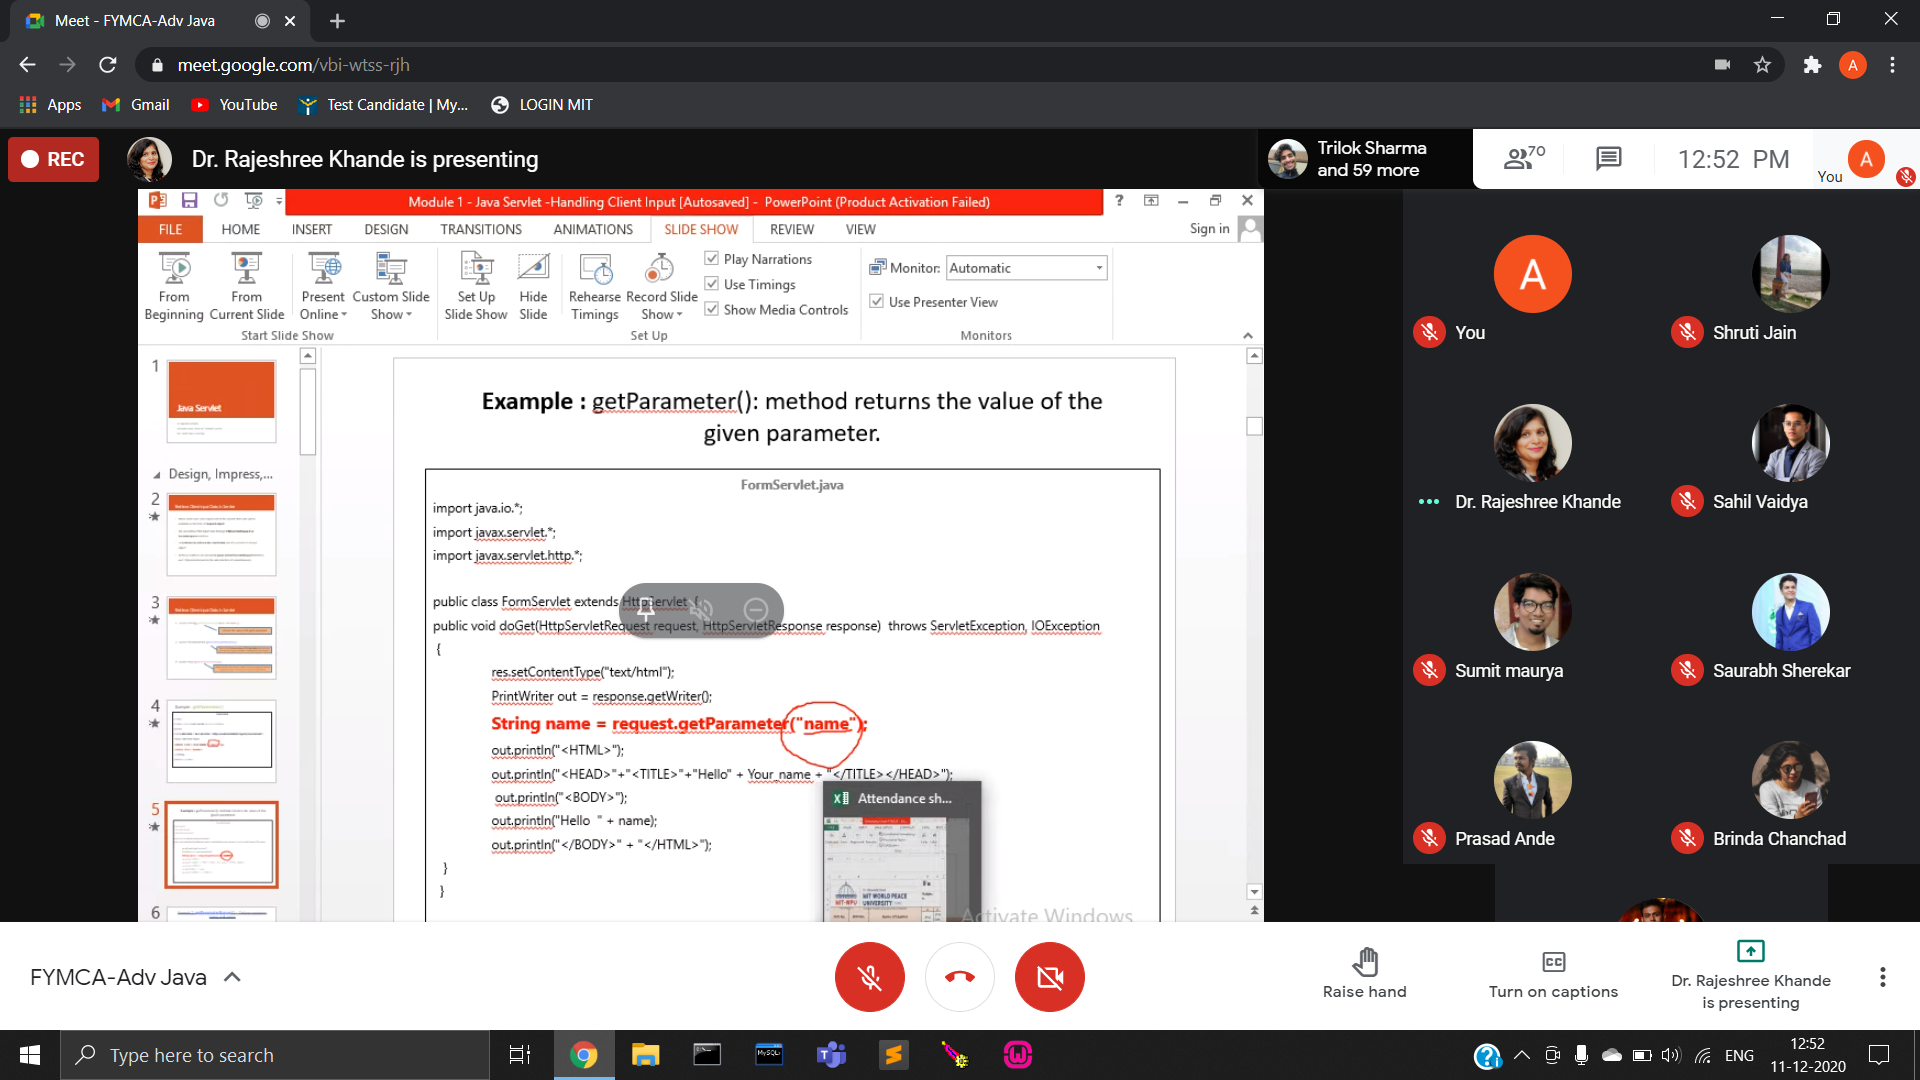 Meet - FYMCA-Adv Java
meet.google.com/vbi-wtss-rjh
A
Apps
Gmail
YouTube
Test Candidate | My...
LOGIN MIT
REC
Dr. Rajeshree Khande is presenting
Trilok Sharma
and 59 more
70
12:52 PM
You
A
Module 1 - Java Servlet -Handling Client Input [Autosaved] - PowerPoint (Product Activation Failed)
?
FILE
HOME
INSERT
DESIGN
TRANSITIONS
ANIMATIONS
SLIDE SHOW
REVIEW
VIEW
Sign in
From
Beginning
From
Current Slide
Present
Online
Custom Slide
Show
Start Slide Show
Set Up
Slide Show
Hide
Slide
Rehearse
Timings
Record Slide
Show
Play Narrations
Use Timings
Show Media Controls
Set Up
Monitor: Automatic
Use Presenter View
Monitors
1
Java Servlet
Design, Impress,...
2
3
4
5
6
Example : getParameter(): method returns the value of the
given parameter.
FormServlet.java
import java.io.*;
import javax.servlet.*;
import javax.servlet.http.*;
public class FormServlet extends HttpServlet {
public void doGet(HttpServletRequest request, HttpServletResponse response)  throws ServletException, IOException
{
res.setContentType("text/html");
PrintWriter out = response.getWriter();
String name = request.getParameter("name");
out.println("<HTML>");
out.println("<HEAD>"+"<TITLE>"+"Hello" + Your_name + "</TITLE></HEAD>");
out.println("<BODY>");
out.println("Hello  " + name);
out.println("</BODY>" + "</HTML>");
}
}
Attendance sh...
MIT-WPU
MIT WORLD PEACE
UNIVERSITY
Activate Windows
A
You
Shruti Jain
Dr. Rajeshree Khande
Sahil Vaidya
Sumit maurya
Saurabh Sherekar
Prasad Ande
Brinda Chanchad
FYMCA-Adv Java
Raise hand
CC
Turn on captions
Dr. Rajeshree Khande
is presenting
Type here to search
MySQL
ENG
12:52
11-12-2020